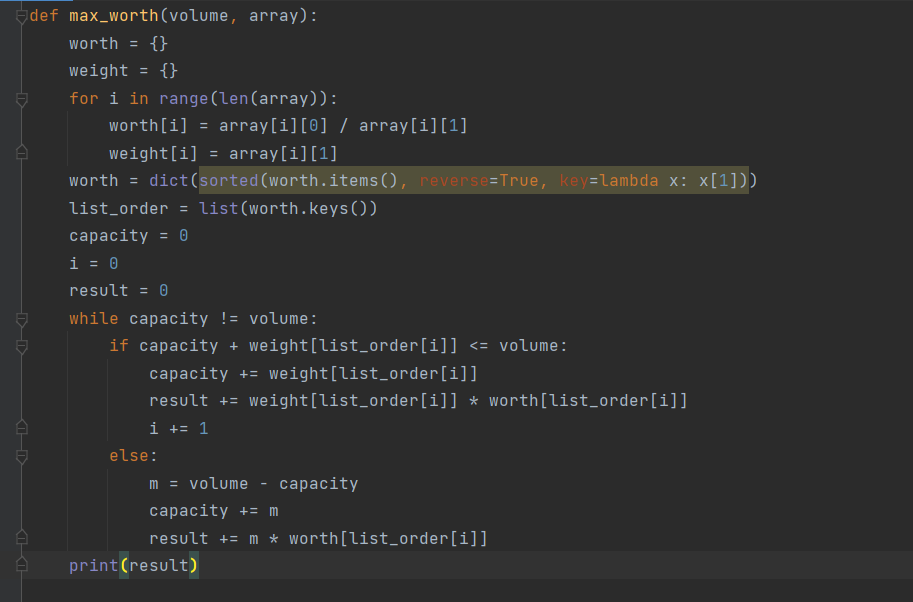 def max_worth(volume, array):
    worth = {}
    weight = {}
    for i in range(len(array)):
        worth[i] = array[i][0] / array[i][1]
        weight[i] = array[i][1]
    worth = dict(sorted(worth.items(), reverse=True, key=lambda x: x[1]))
    list_order = list(worth.keys())
    capacity = 0
    i = 0
    result = 0
    while capacity != volume:
        if capacity + weight[list_order[i]] <= volume:
            capacity += weight[list_order[i]]
            result += weight[list_order[i]] * worth[list_order[i]]
            i += 1
        else:
            m = volume - capacity
            capacity += m
            result += m * worth[list_order[i]]
    print(result)